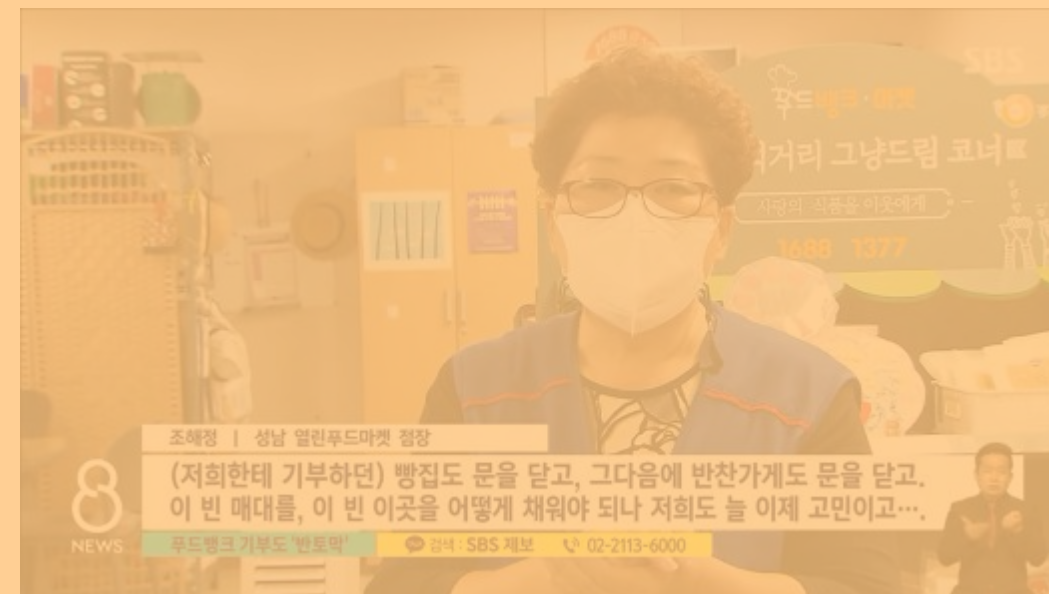 푸드뱅크·마켓
먹거리 그냥드림 코너
사랑의 식품을 이웃에게
1688 1377
조해정 | 성남 열린푸드마켓 점장
(저희한테 기부하던) 빵집도 문을 닫고, 그다음에 반찬가게도 문을 닫고.
이 빈 매대를, 이 빈 이곳을 어떻게 채워야 되나 저희도 늘 이제 고민이고….
8
NEWS
푸드뱅크 기부도 '반토막'
검색 : SBS 제보
02-2113-6000